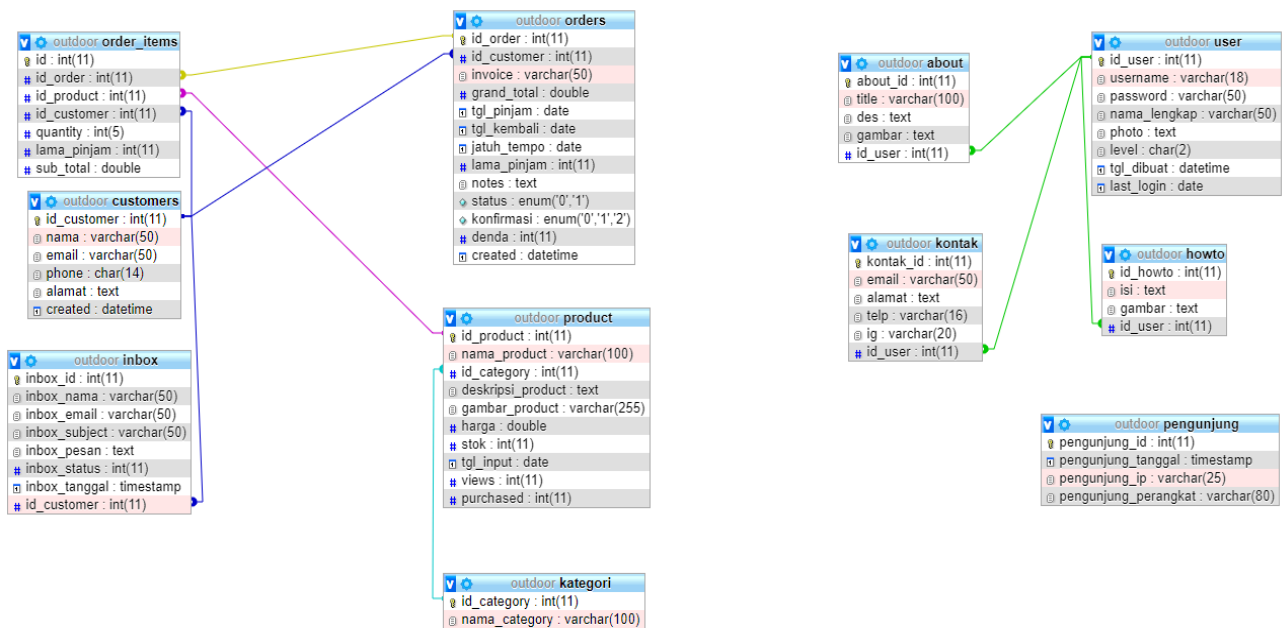 outdoor order_items
id : int(11)
id_order : int(11)
id_product : int(11)
id_customer : int(11)
quantity : int(5)
lama_pinjam : int(11)
sub_total : double
outdoor customers
id_customer : int(11)
nama : varchar(50)
email : varchar(50)
phone : char(14)
alamat : text
created : datetime
outdoor inbox
inbox_id : int(11)
inbox_nama : varchar(50)
inbox_email : varchar(50)
inbox_subject : varchar(50)
inbox_pesan : text
inbox_status : int(11)
inbox_tanggal : timestamp
id_customer : int(11)
outdoor orders
id_order : int(11)
id_customer : int(11)
invoice : varchar(50)
grand_total : double
tgl_pinjam : date
tgl_kembali : date
jatuh_tempo : date
lama_pinjam : int(11)
notes : text
status : enum('0','1')
konfirmasi : enum('0','1','2')
denda : int(11)
created : datetime
outdoor product
id_product : int(11)
nama_product : varchar(100)
id_category : int(11)
deskripsi_product : text
gambar_product : varchar(255)
harga : double
stok : int(11)
tgl_input : date
views : int(11)
purchased : int(11)
outdoor kategori
id_category : int(11)
nama_category : varchar(100)
outdoor about
about_id : int(11)
title : varchar(100)
des : text
gambar : text
id_user : int(11)
outdoor kontak
kontak_id : int(11)
email : varchar(50)
alamat : text
telp : varchar(16)
ig : varchar(20)
id_user : int(11)
outdoor user
id_user : int(11)
username : varchar(18)
password : varchar(50)
nama_lengkap : varchar(50)
photo : text
level : char(2)
tgl_dibuat : datetime
last_login : date
outdoor howto
id_howto : int(11)
isi : text
gambar : text
id_user : int(11)
outdoor pengunjung
pengunjung_id : int(11)
pengunjung_tanggal : timestamp
pengunjung_ip : varchar(25)
pengunjung_perangkat : varchar(80)